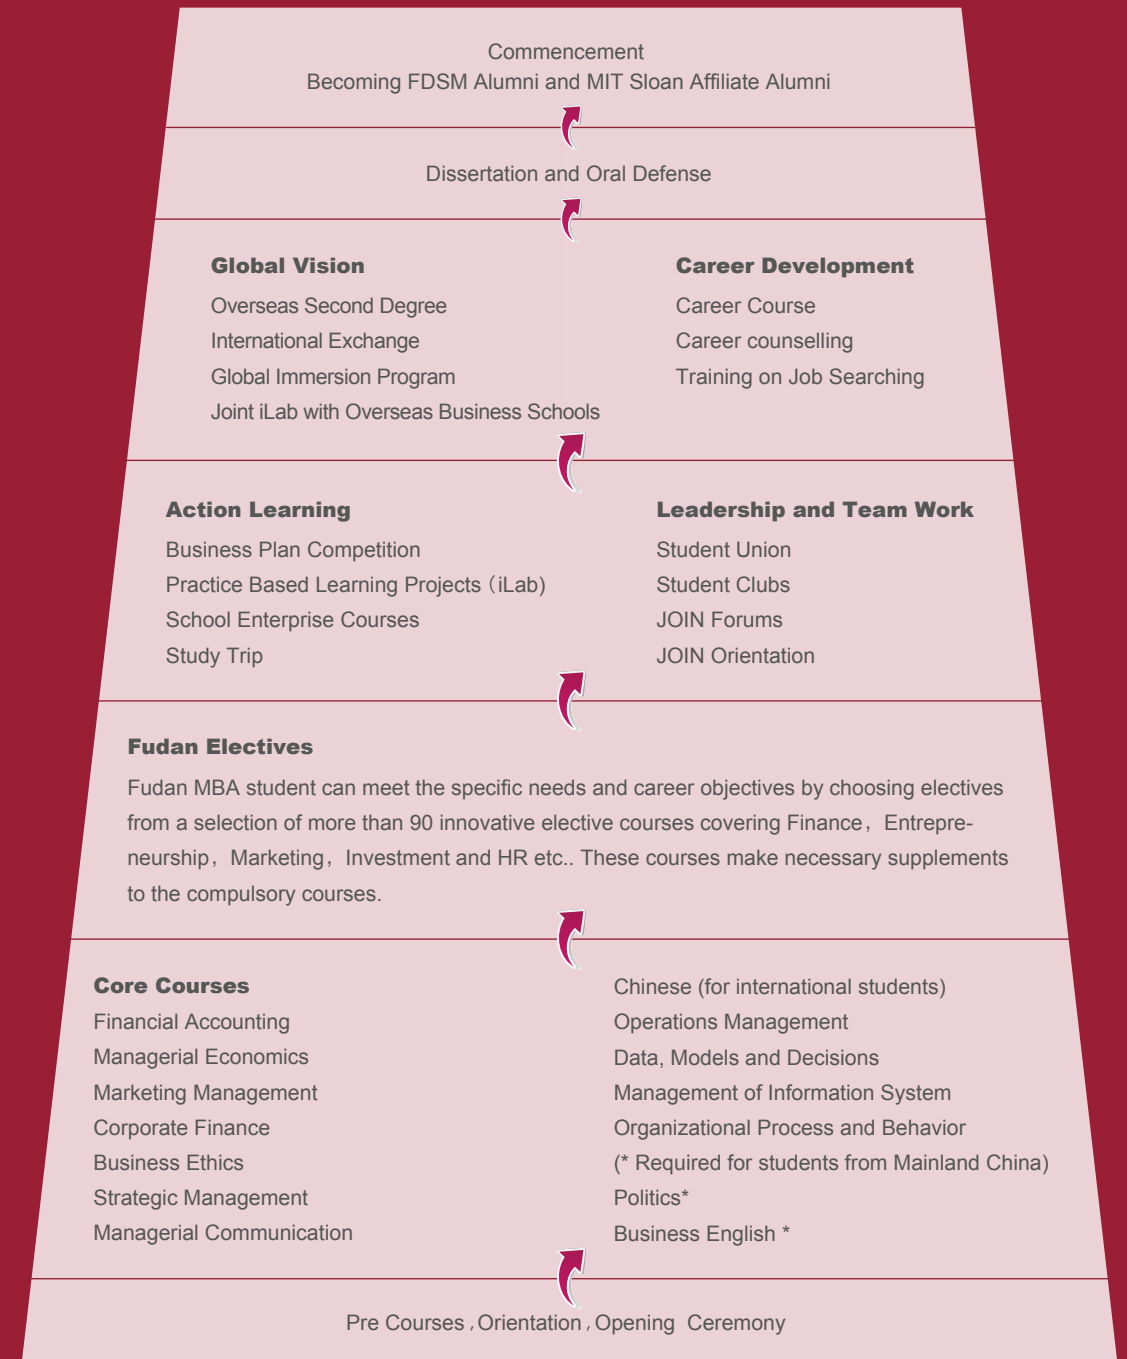 Commencement
Becoming FDSM Alumni and MIT Sloan Affiliate Alumni
Dissertation and Oral Defense
Global Vision
Overseas Second Degree
International Exchange
Global Immersion Program
Joint iLab with Overseas Business Schools
Career Development
Career Course
Career counselling
Training on Job Searching
Action Learning
Business Plan Competition
Practice Based Learning Projects（iLab)
School Enterprise Courses
Study Trip
Leadership and Team Work
Student Union
Student Clubs
JOIN Forums
JOIN Orientation
Fudan Electives
Fudan MBA student can meet the specific needs and career objectives by choosing electives
from a selection of more than 90 innovative elective courses covering Finance，Entrepre-
neurship，Marketing，Investment and HR etc.. These courses make necessary supplements
to the compulsory courses.
Core Courses
Financial Accounting
Managerial Economics
Marketing Management
Corporate Finance
Business Ethics
Strategic Management
Managerial Communication
Chinese (for international students)
Operations Management
Data, Models and Decisions
Management of Information System
Organizational Process and Behavior
(* Required for students from Mainland China)
Politics*
Business English *
Pre Courses , Orientation , Opening Ceremony